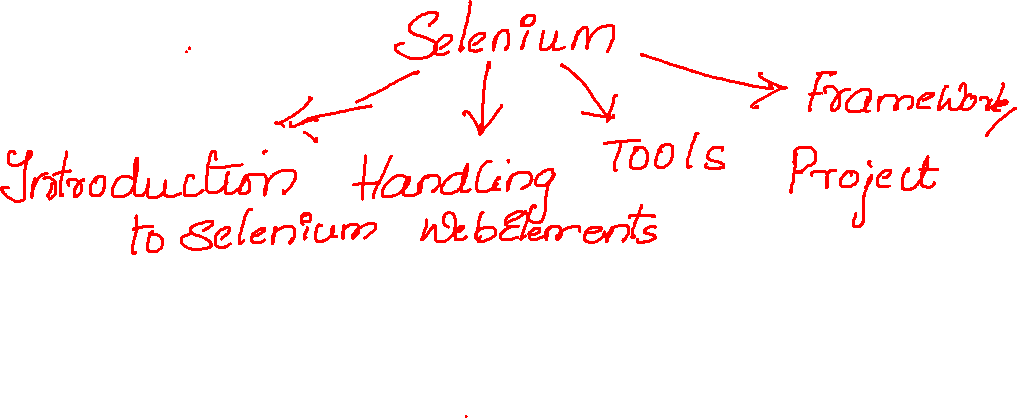 Selenium
Framework,
Introduction Handling Tools Project
to Selenium WebElements